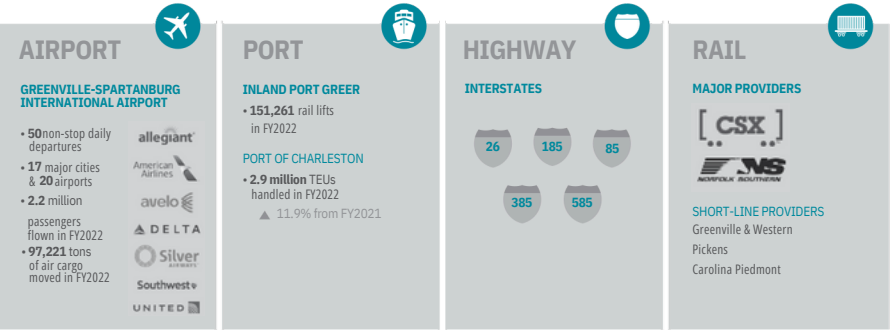 AIRPORT
GREENVILLE-SPARTANBURG
INTERNATIONAL AIRPORT
• 50 non-stop daily
departures
• 17 major cities
& 20 airports
• 2.2 million
passengers
flown in FY2022
• 97,221 tons
of air cargo
moved in FY2022
allegiant
American
Airlines
avelo
DELTA
Silver
AIRWAYS
Southwest
UNITED
PORT
INLAND PORT GREER
• 151,261 rail lifts
in FY2022
PORT OF CHARLESTON
• 2.9 million TEUs
handled in FY2022
▲ 11.9% from FY2021
HIGHWAY
INTERSTATES
26
185
85
385
585
RAIL
MAJOR PROVIDERS
[ CSX ]
NS
NORFOLK SOUTHERN
SHORT-LINE PROVIDERS
Greenville & Western
Pickens
Carolina Piedmont